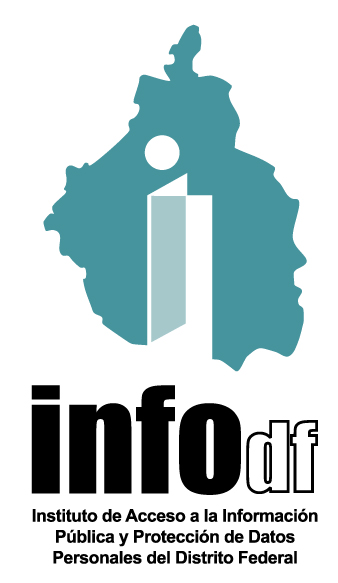 infodf
Instituto de Acceso a la Información
Pública y Protección de Datos
Personales del Distrito Federal